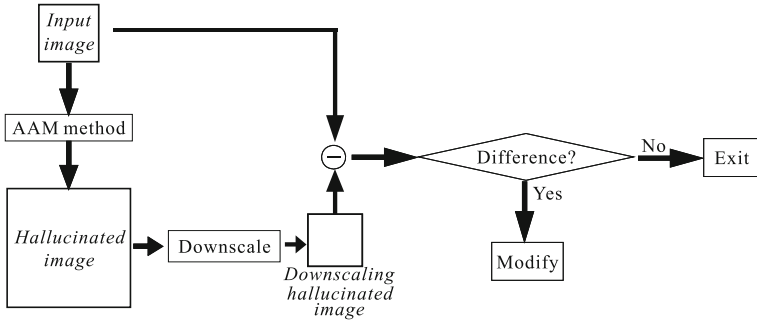 Input
image
AAM method
Hallucinated
image
Downscale
Downscaling
hallucinated
image
Difference?
No
Exit
Yes
Modify